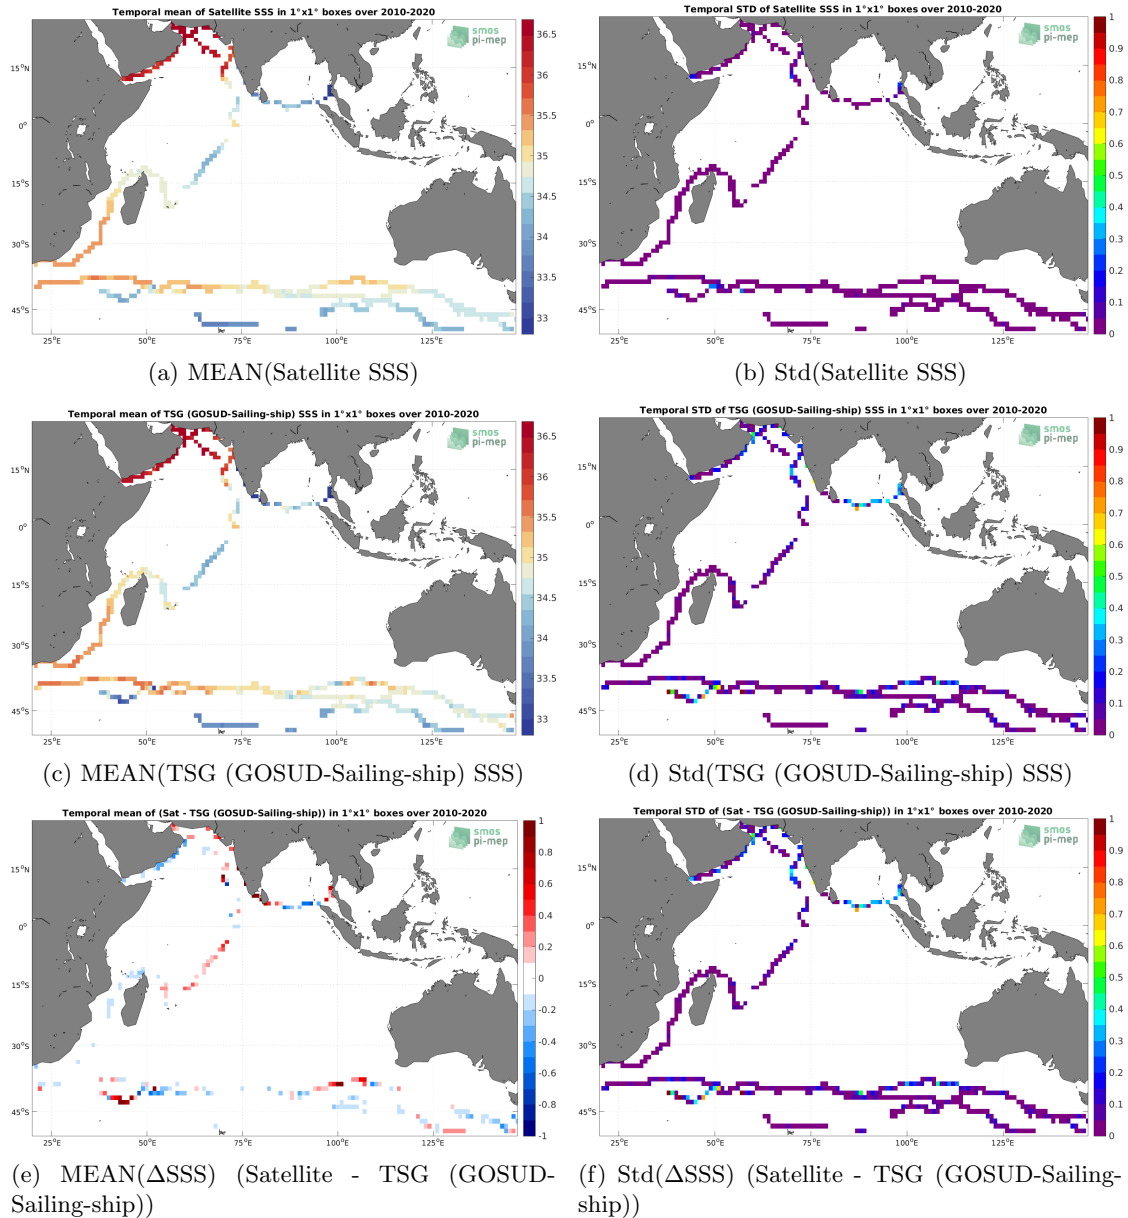 Temporal mean of Satellite SSS in 1°x1° boxes over 2010-2020
smos
pi-mep
15°N
0°
15°S
30°S
45°S
25°E
50°E
75°E
100°E
125°E
36.5
36
35.5
35
34.5
34
33.5
33
(a) MEAN(Satellite SSS)
Temporal STD of Satellite SSS in 1°x1° boxes over 2010-2020
smos
pi-mep
15°N
0°
15°S
30°S
45°S
25°E
50°E
75°E
100°E
125°E
1
0.9
0.8
0.7
0.6
0.5
0.4
0.3
0.2
0.1
0
(b) Std(Satellite SSS)
Temporal mean of TSG (GOSUD-Sailing-ship) SSS in 1°x1° boxes over 2010-2020
smos
pi-mep
15°N
0°
15°S
30°S
45°S
25°E
50°E
75°E
100°E
125°E
36.5
36
35.5
35
34.5
34
33.5
33
(c) MEAN(TSG (GOSUD-Sailing-ship) SSS)
Temporal STD of TSG (GOSUD-Sailing-ship) SSS in 1°x1° boxes over 2010-2020
smos
pi-mep
15°N
0°
15°S
30°S
45°S
25°E
50°E
75°E
100°E
125°E
1
0.9
0.8
0.7
0.6
0.5
0.4
0.3
0.2
0.1
0
(d) Std(TSG (GOSUD-Sailing-ship) SSS)
Temporal mean of (Sat - TSG (GOSUD-Sailing-ship)) in 1°x1° boxes over 2010-2020
smos
pi-mep
15°N
0°
15°S
30°S
45°S
25°E
50°E
75°E
100°E
125°E
1
0.8
0.6
0.4
0.2
0
-0.2
-0.4
-0.6
-0.8
-1
(e) MEAN(ΔSSS) (Satellite - TSG (GOSUD-
Sailing-ship))
Temporal STD of (Sat - TSG (GOSUD-Sailing-ship)) in 1°x1° boxes over 2010-2020
smos
pi-mep
15°N
0°
15°S
30°S
45°S
25°E
50°E
75°E
100°E
125°E
1
0.9
0.8
0.7
0.6
0.5
0.4
0.3
0.2
0.1
0
(f) Std(ΔSSS) (Satellite - TSG (GOSUD-Sailing-
ship))